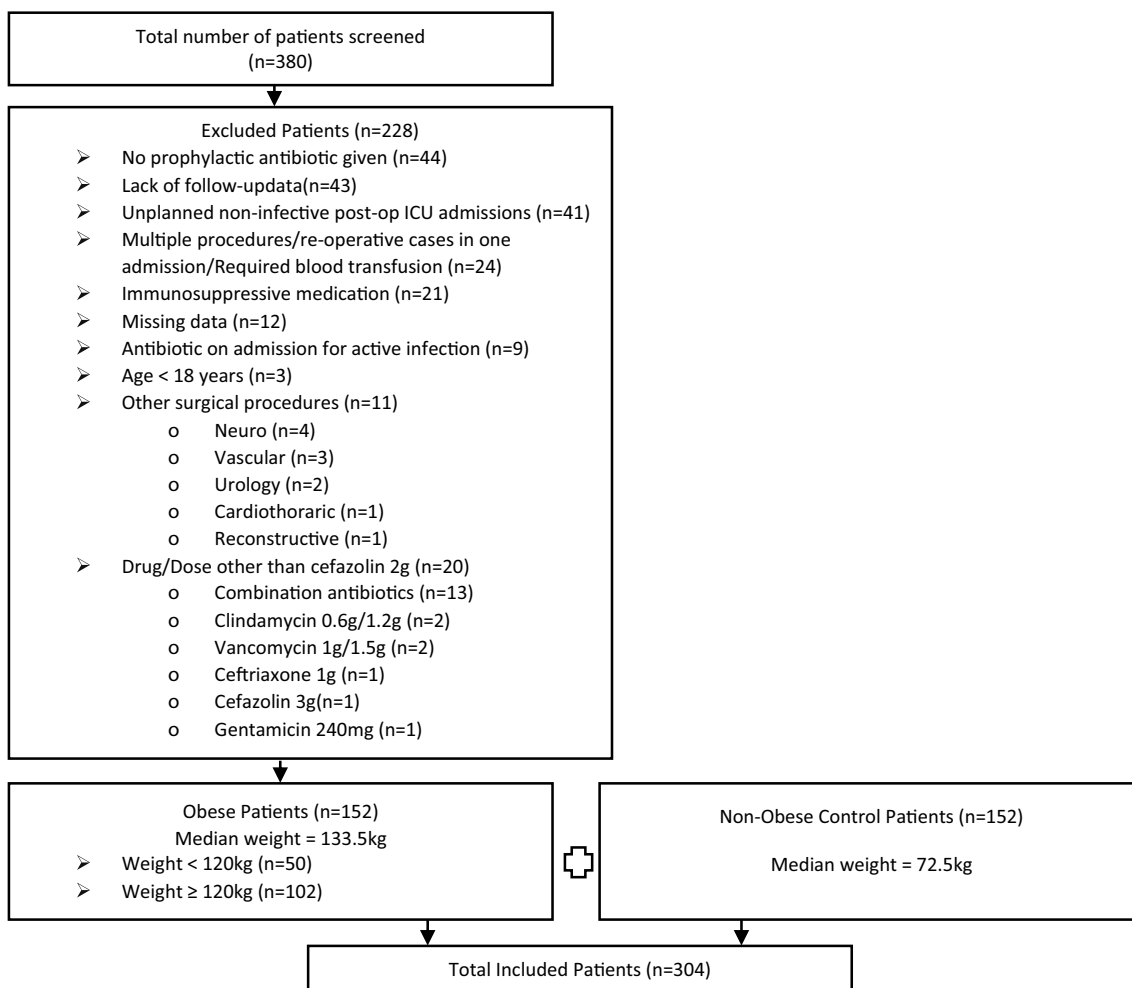 Total number of patients screened
(n=380)
Excluded Patients (n=228)
➢ No prophylactic antibiotic given (n=44)
➢ Lack of follow-updata(n=43)
➢ Unplanned non-infective post-op ICU admissions (n=41)
➢ Multiple procedures/re-operative cases in one
admission/Required blood transfusion (n=24)
➢ Immunosuppressive medication (n=21)
➢ Missing data (n=12)
➢ Antibiotic on admission for active infection (n=9)
➢ Age < 18 years (n=3)
➢ Other surgical procedures (n=11)
o Neuro (n=4)
o Vascular (n=3)
o Urology (n=2)
o Cardiothoraric (n=1)
o Reconstructive (n=1)
➢ Drug/Dose other than cefazolin 2g (n=20)
o Combination antibiotics (n=13)
o Clindamycin 0.6g/1.2g (n=2)
o Vancomycin 1g/1.5g (n=2)
o Ceftriaxone 1g (n=1)
o Cefazolin 3g(n=1)
o Gentamicin 240mg (n=1)
Obese Patients (n=152)
Median weight = 133.5kg
➢ Weight < 120kg (n=50)
➢ Weight ≥ 120kg (n=102)
Non-Obese Control Patients (n=152)
Median weight = 72.5kg
Total Included Patients (n=304)